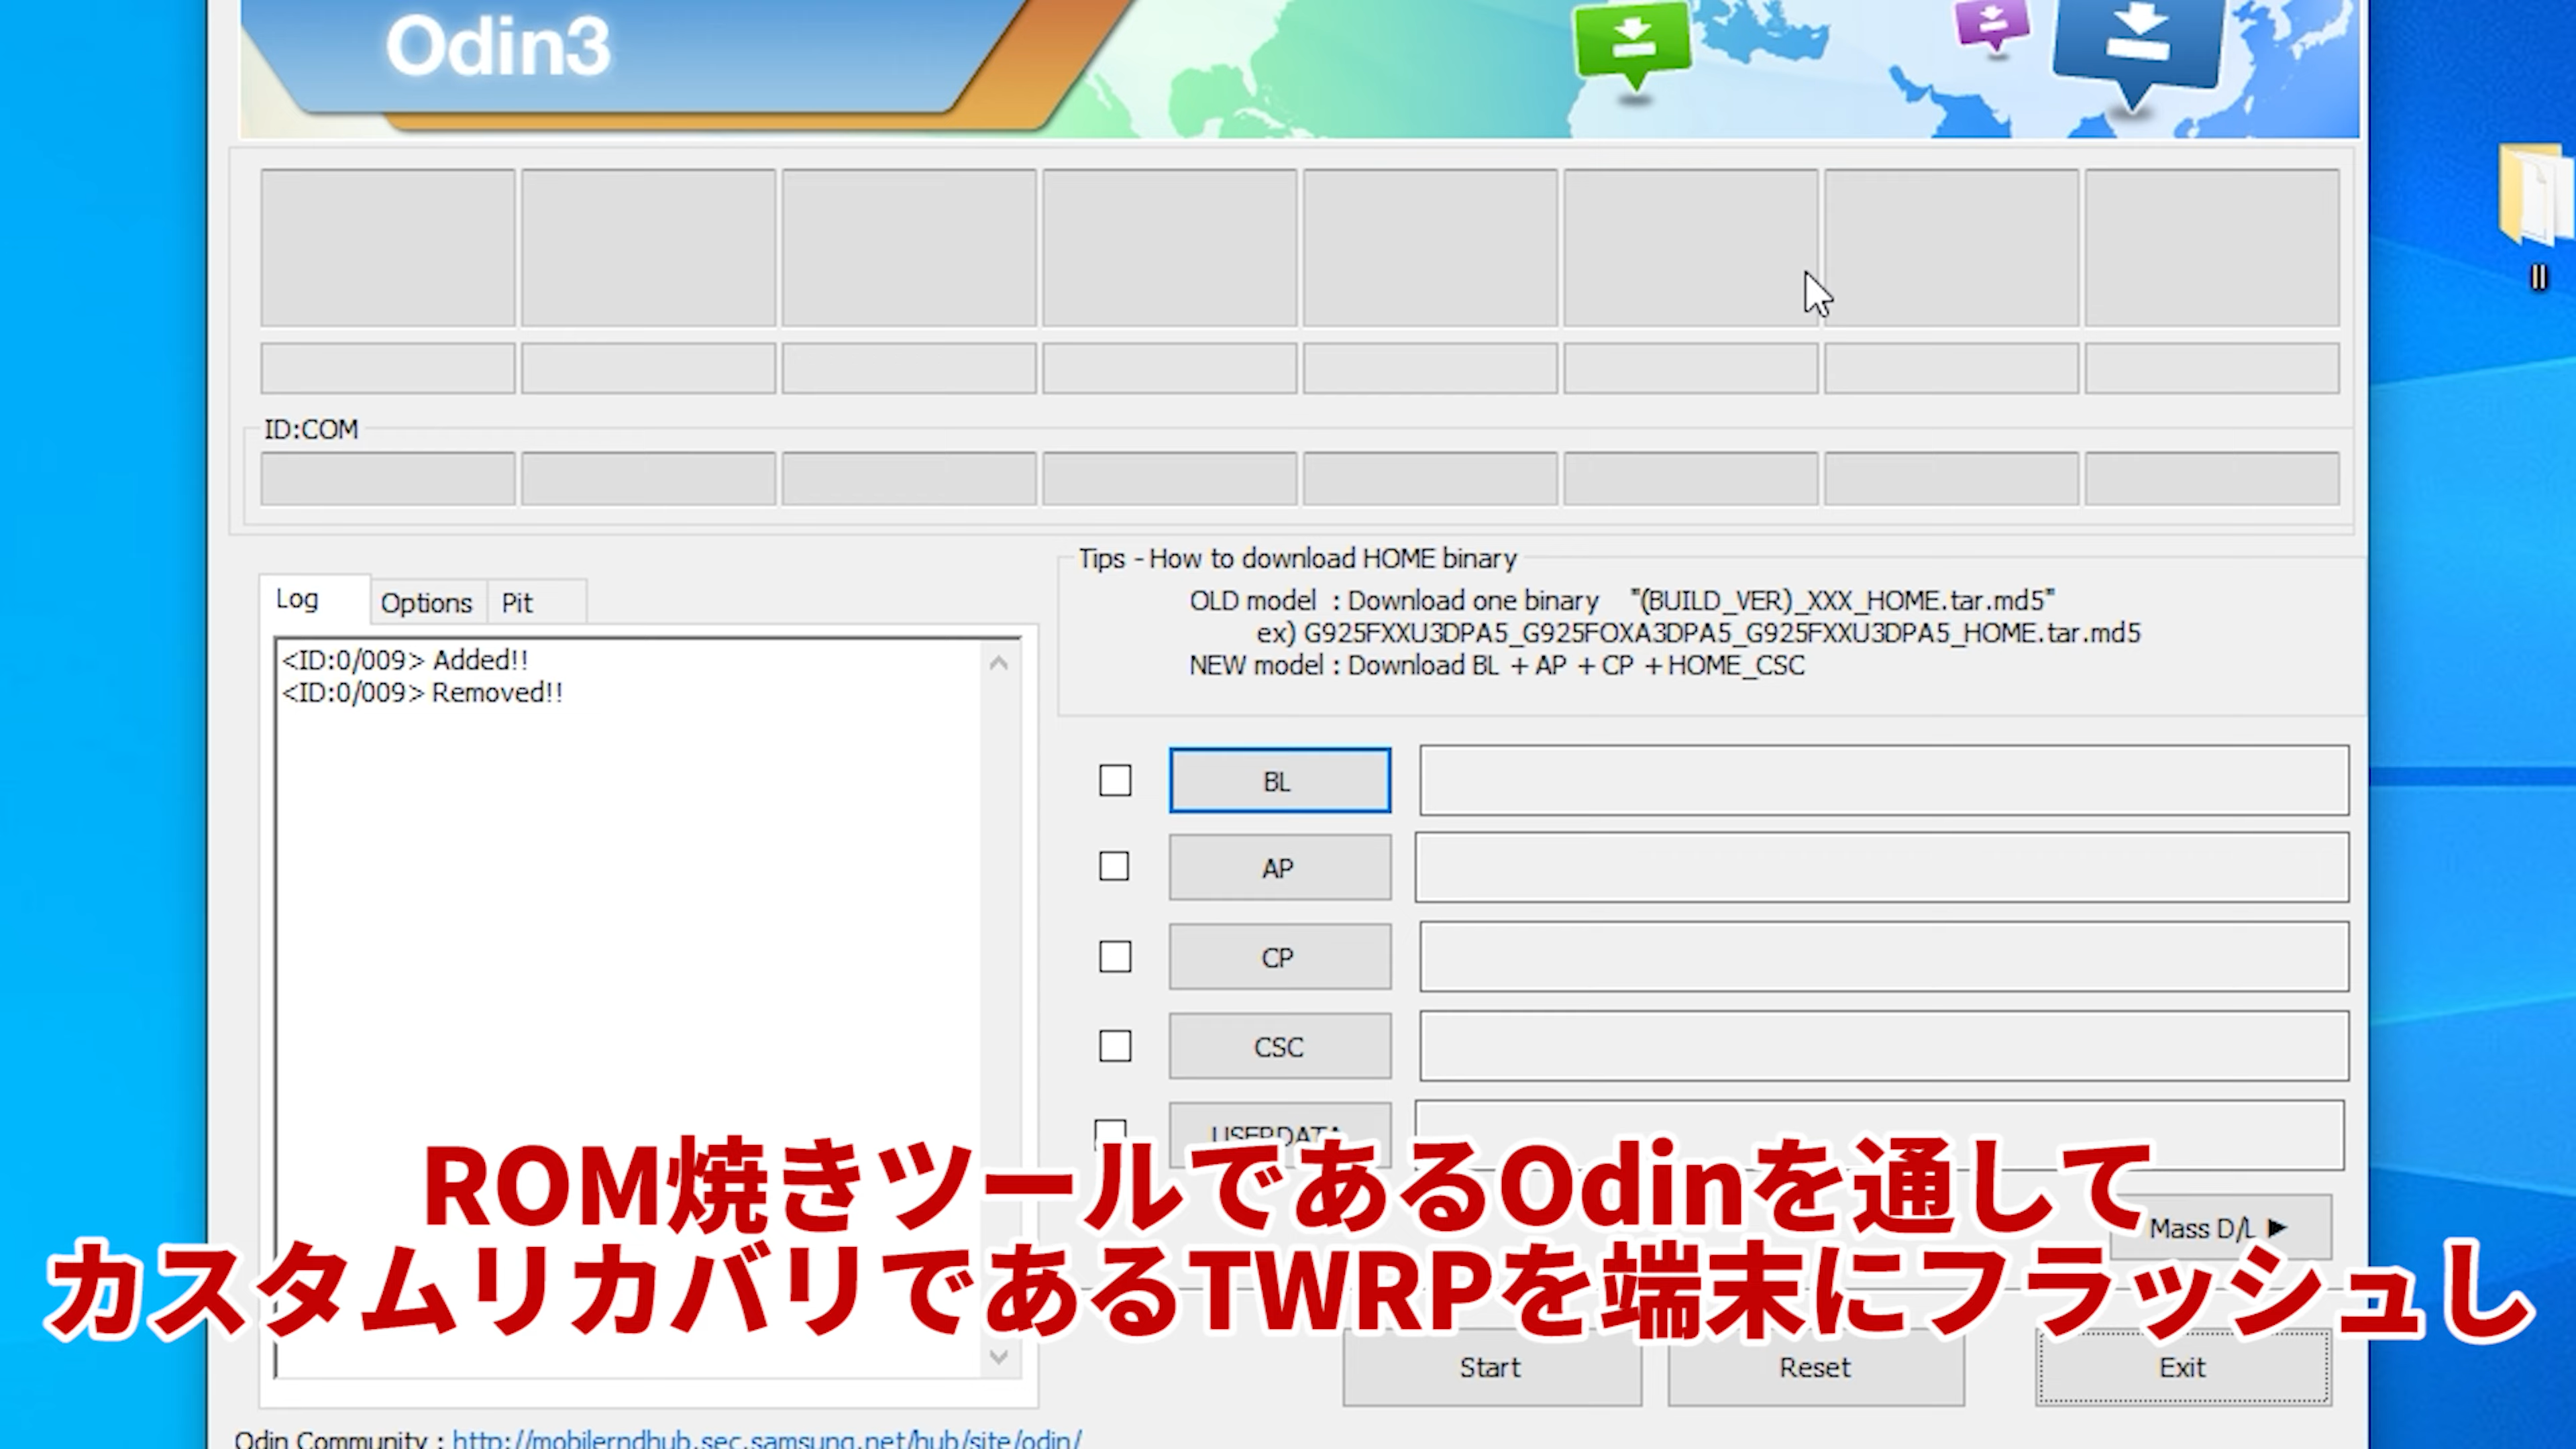 Odin3
ID:COM
Log
Options
Pit
<ID:0/009> Added!!
<ID:0/009> Removed!!
Tips - How to download HOME binary
OLD model : Download one binary "(BUILD_VER)_XXX_HOME.tar.md5"
ex) G925FXXU3DPA5_G925FOXA3DPA5_G925FXXU3DPA5_HOME.tar.md5
NEW model : Download BL + AP + CP + HOME_CSC
BL
AP
CP
CSC
USERDATA
ROM焼きツールであるOdinを通して
Mass D/L ▶
カスタムリカバリであるTWRPを端末にフラッシュし
Start
Reset
Exit
Odin Community : http://mobilerndhub.sec.samsung.net/hub/site/odin/